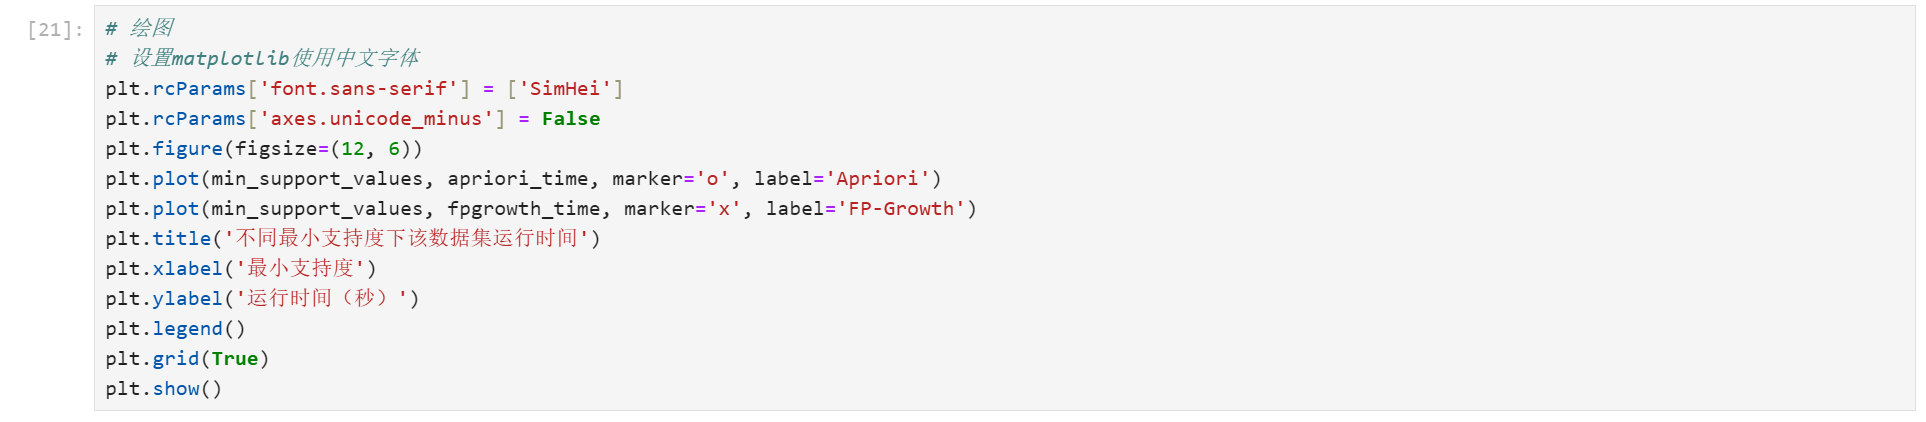 [21]:
# 绘图
# 设置matplotlib使用中文字体
plt.rcParams['font.sans-serif'] = ['SimHei']
plt.rcParams['axes.unicode_minus'] = False
plt.figure(figsize=(12, 6))
plt.plot(min_support_values, apriori_time, marker='o', label='Apriori')
plt.plot(min_support_values, fpgrowth_time, marker='x', label='FP-Growth')
plt.title('不同最小支持度下该数据集运行时间')
plt.xlabel('最小支持度')
plt.ylabel('运行时间（秒）')
plt.legend()
plt.grid(True)
plt.show()